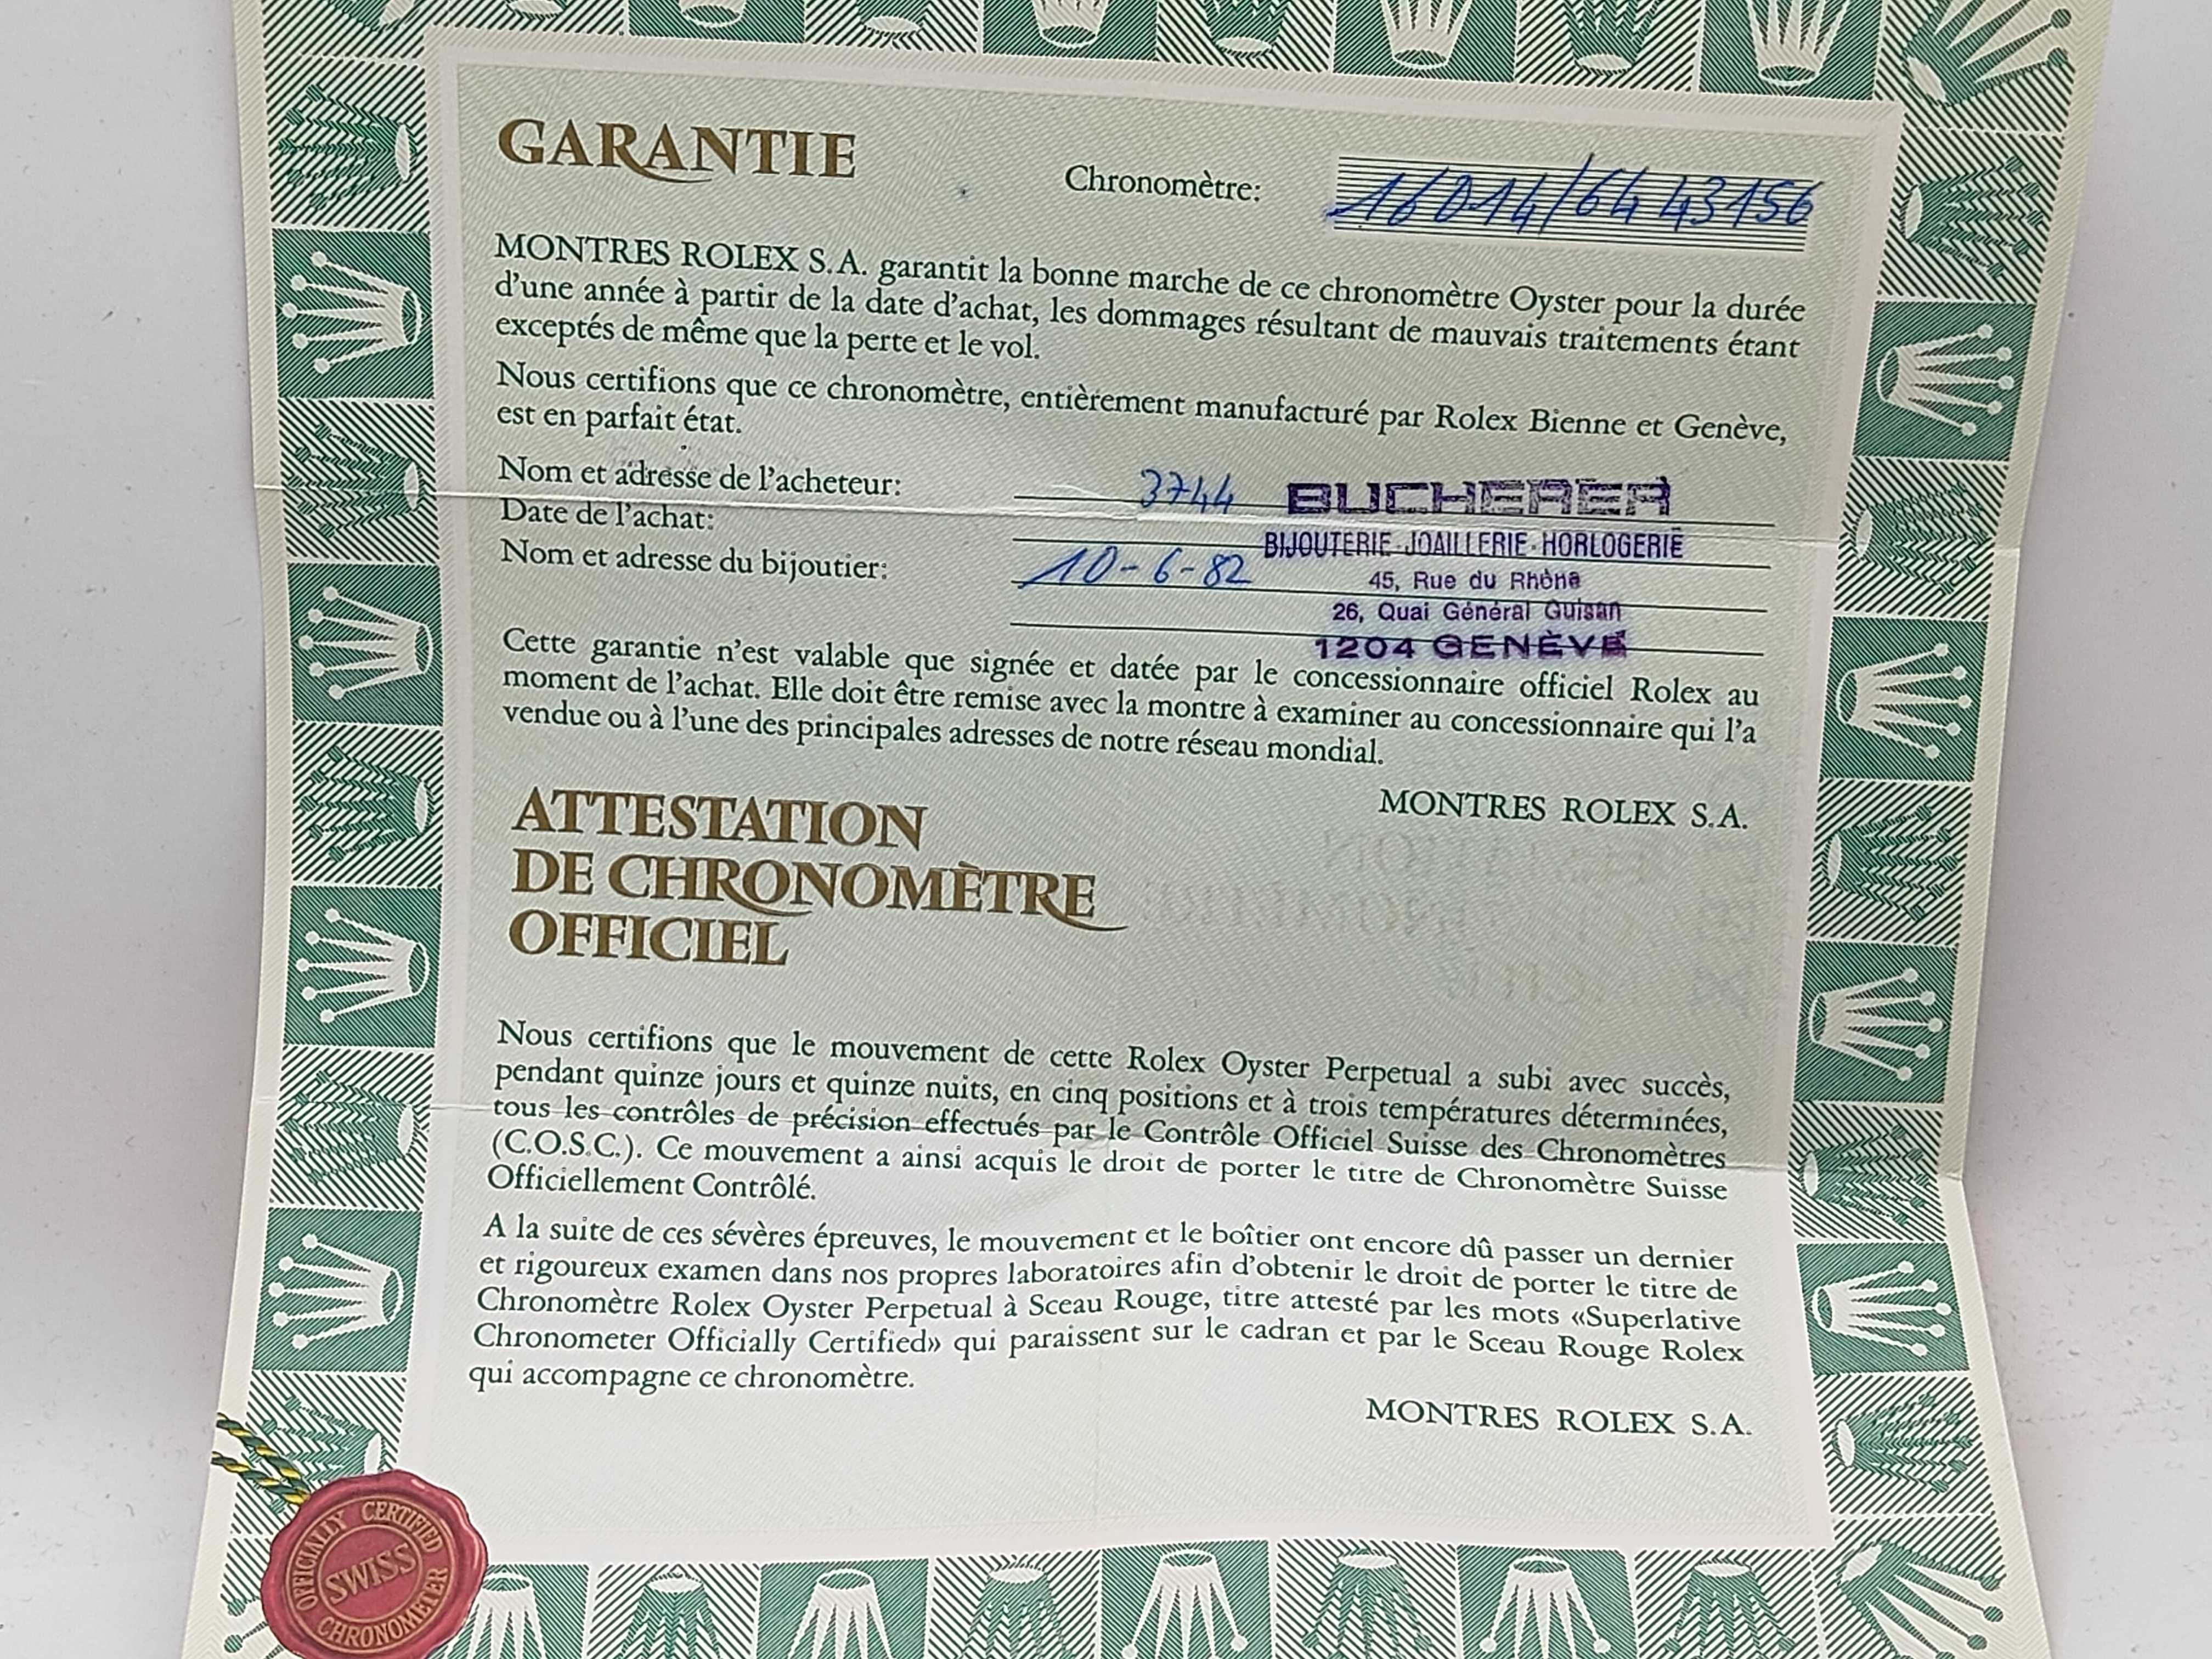 GARANTIE
Chronomètre: 16014/6443156
MONTRES ROLEX S.A. garantit la bonne marche de ce chronomètre Oyster pour la durée
d'une année à partir de la date d'achat, les dommages résultant de mauvais traitements étant
exceptés de même que la perte et le vol.
Nous certifions que ce chronomètre, entièrement manufacturé par Rolex Bienne et Genève,
est en parfait état.
Nom et adresse de l'acheteur: 3744
Date de l'achat:
Nom et adresse du bijoutier: 10-6-82
BUCHERER
BIJOUTERIE-JOAILLERIE-HORLOGERIE
45, Rue du Rhône
26, Quai Général Guisan
1204 GENÈVE
Cette garantie n'est valable que signée et datée par le concessionnaire officiel Rolex au
moment de l'achat. Elle doit être remise avec la montre à examiner au concessionnaire qui l'a
vendue ou à l'une des principales adresses de notre réseau mondial.
MONTRES ROLEX S.A.
ATTESTATION
DE CHRONOMÈTRE
OFFICIEL
Nous certifions que le mouvement de cette Rolex Oyster Perpetual a subi avec succès,
pendant quinze jours et quinze nuits, en cinq positions et à trois températures déterminées,
tous les contrôles de précision effectués par le Contrôle Officiel Suisse des Chronomètres
(C.O.S.C.). Ce mouvement a ainsi acquis le droit de porter le titre de Chronomètre Suisse
Officiellement Contrôlé.
A la suite de ces sévères épreuves, le mouvement et le boîtier ont encore dû passer un dernier
et rigoureux examen dans nos propres laboratoires afin d'obtenir le droit de porter le titre de
Chronomètre Rolex Oyster Perpetual à Sceau Rouge, titre attesté par les mots «Superlative
Chronometer Officially Certified» qui paraissent sur le cadran et par le Sceau Rouge Rolex
qui accompagne ce chronomètre.
MONTRES ROLEX S.A.
OFFICIALLY CERTIFIED
SWISS
CHRONOMETER